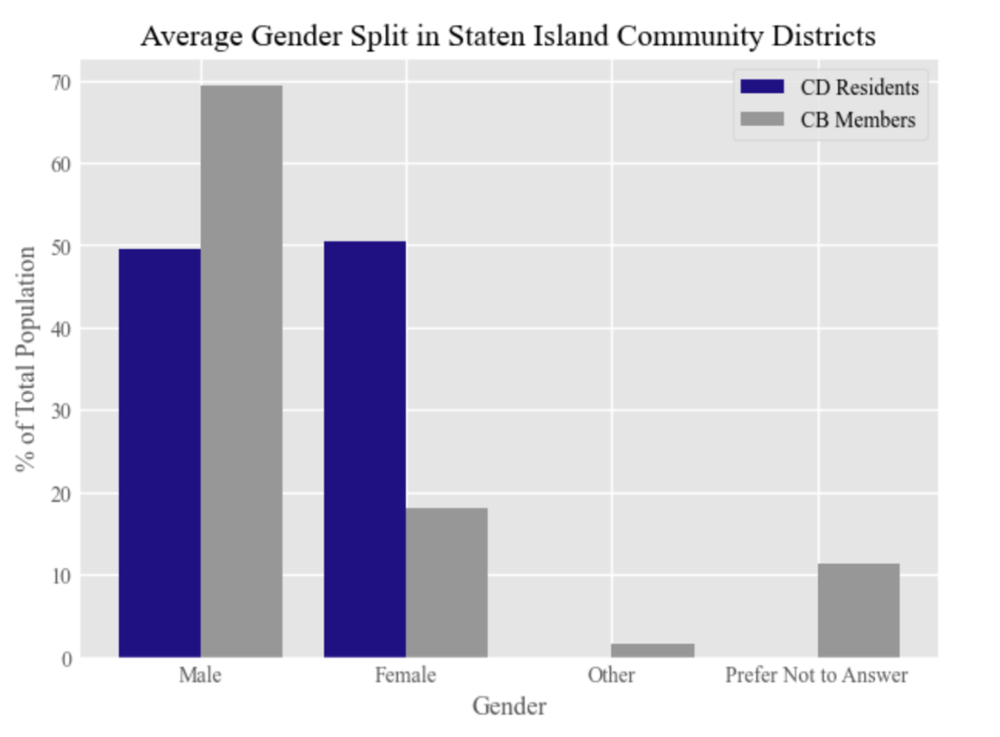 Average Gender Split in Staten Island Community Districts
CD Residents
CB Members
70
60
50
40
30
20
10
0
% of Total Population
Male Female Other Prefer Not to Answer
Gender